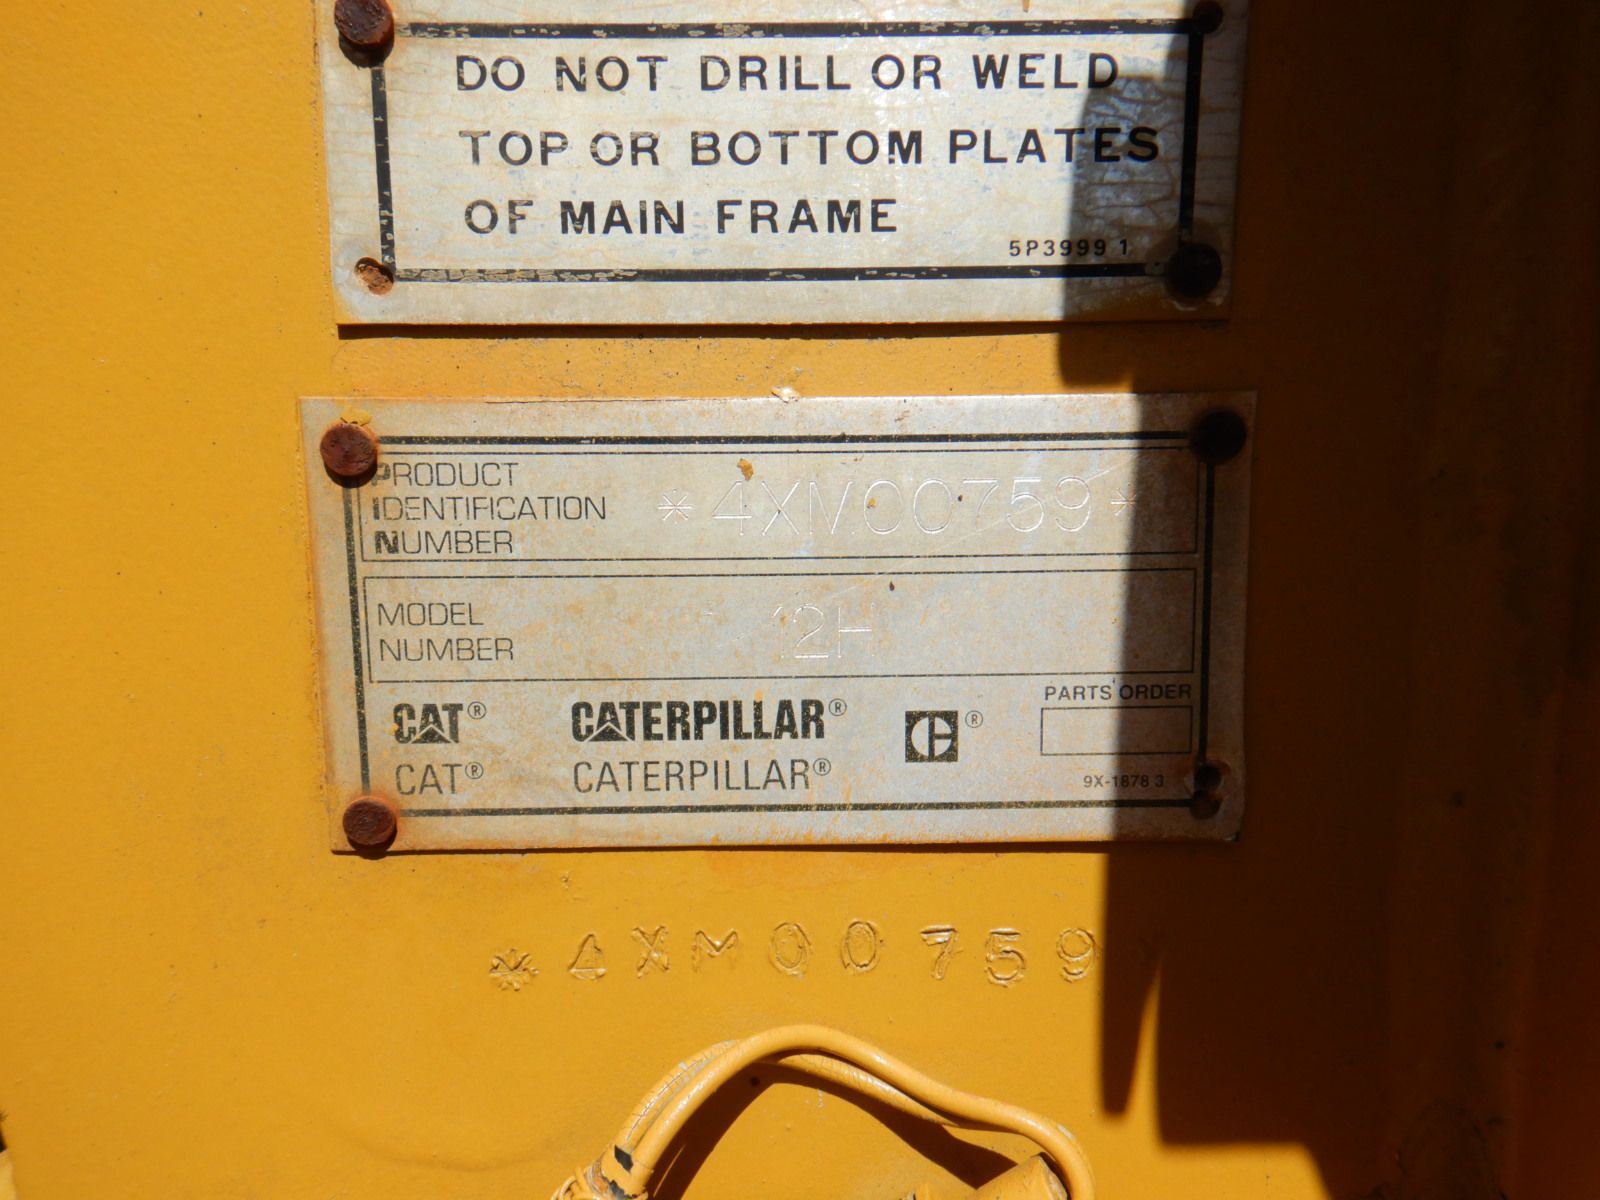 DO NOT DRILL OR WELD
TOP OR BOTTOM PLATES
OF MAIN FRAME
5P3999 1
PRODUCT
IDENTIFICATION
NUMBER
*4XM00759*
MODEL
NUMBER
12H
CAT® CATERPILLAR® ®
CAT® CATERPILLAR®
PARTS ORDER
9X-1878 3
*4XM00759*